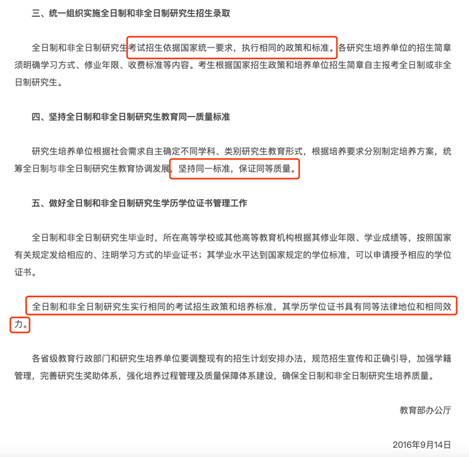 三、统一组织实施全日制和非全日制研究生招生录取
全日制和非全日制研究生考试招生依据国家统一要求，执行相同的政策和标准。各研究生培养单位的招生简章
须明确学习方式、修业年限、收费标准等内容。考生根据国家招生政策和培养单位招生简章自主报考全日制或非全
日制研究生。
四、坚持全日制和非全日制研究生教育同一质量标准
研究生培养单位根据社会需求自主确定不同学科、类别研究生教育形式，根据培养要求分别制定培养方案，统
筹全日制与非全日制研究生教育协调发展，坚持同一标准，保证同等质量。
五、做好全日制和非全日制研究生学历学位证书管理工作
全日制和非全日制研究生毕业时，所在高等学校或其他高等教育机构根据其修业年限、学业成绩等，按照国家
有关规定发给相应的、注明学习方式的毕业证书；其学业水平达到国家规定的学位标准，可以申请授予相应的学位
证书。
全日制和非全日制研究生实行相同的考试招生政策和培养标准，其学历学位证书具有同等法律地位和相同效
力。
各省级教育行政部门和研究生培养单位要调整现有的招生计划安排办法，规范招生宣传和正确引导，加强学籍
管理，完善研究生奖助体系，强化培养过程管理及质量保障体系建设，确保全日制和非全日制研究生培养质量。
教育部办公厅
2016年9月14日